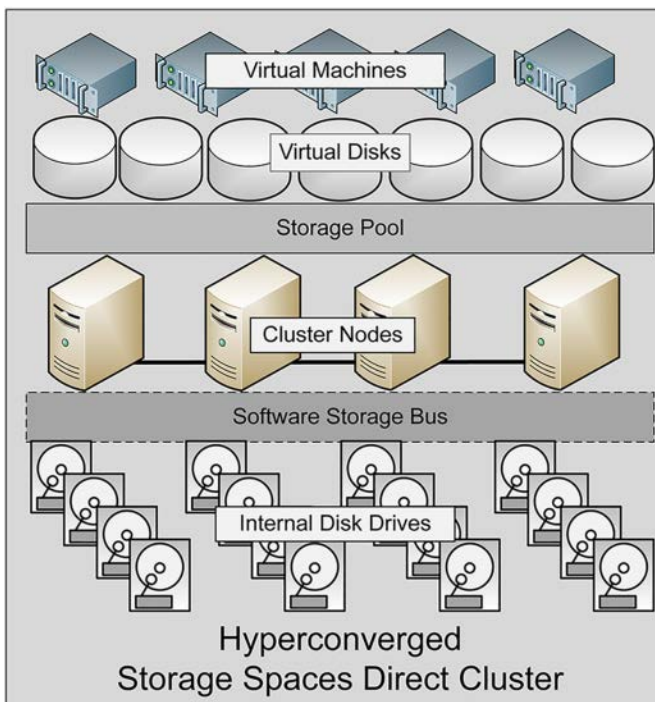 Virtual Machines
Virtual Disks
Storage Pool
Cluster Nodes
Software Storage Bus
Internal Disk Drives
Hyperconverged
Storage Spaces Direct Cluster